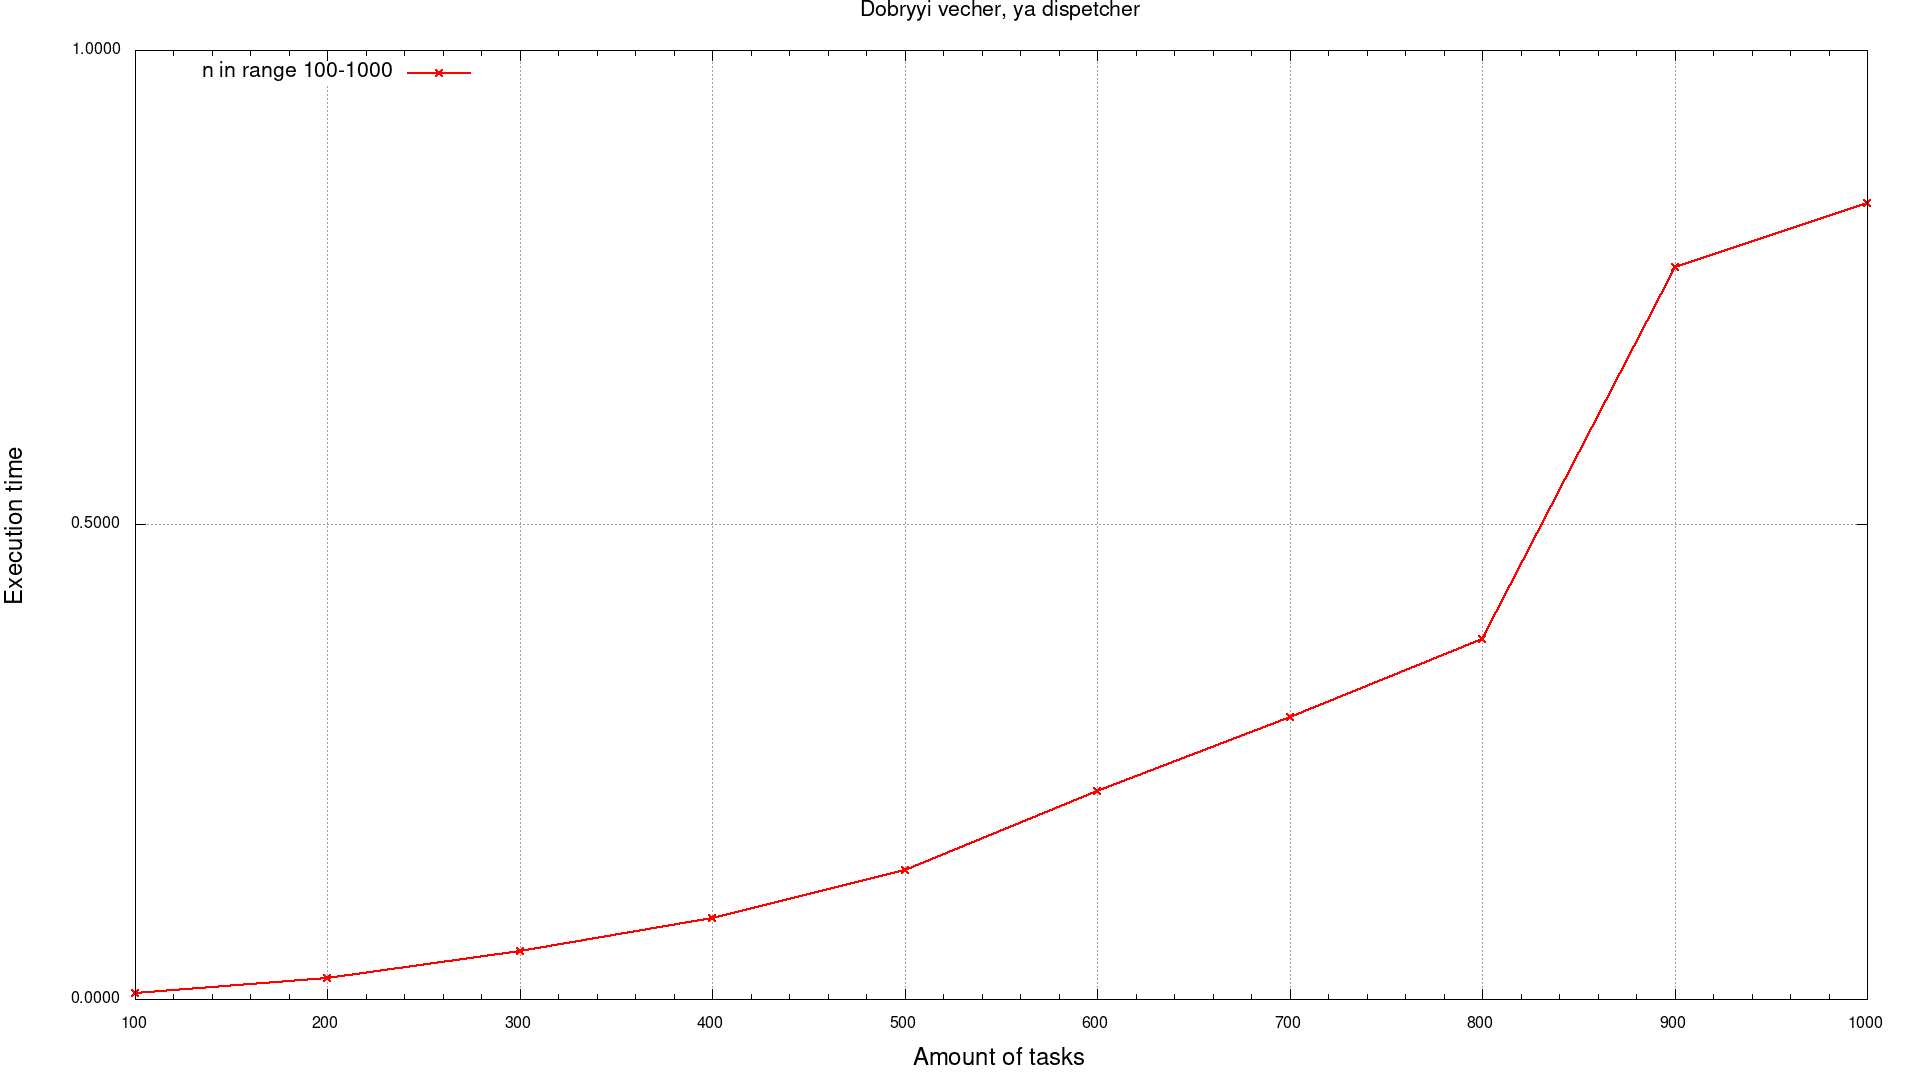 Dobryyi vecher, ya dispetcher
1.0000
n in range 100-1000
0.5000
Execution time
0.0000
100 200 300 400 500 600 700 800 900 1000
Amount of tasks